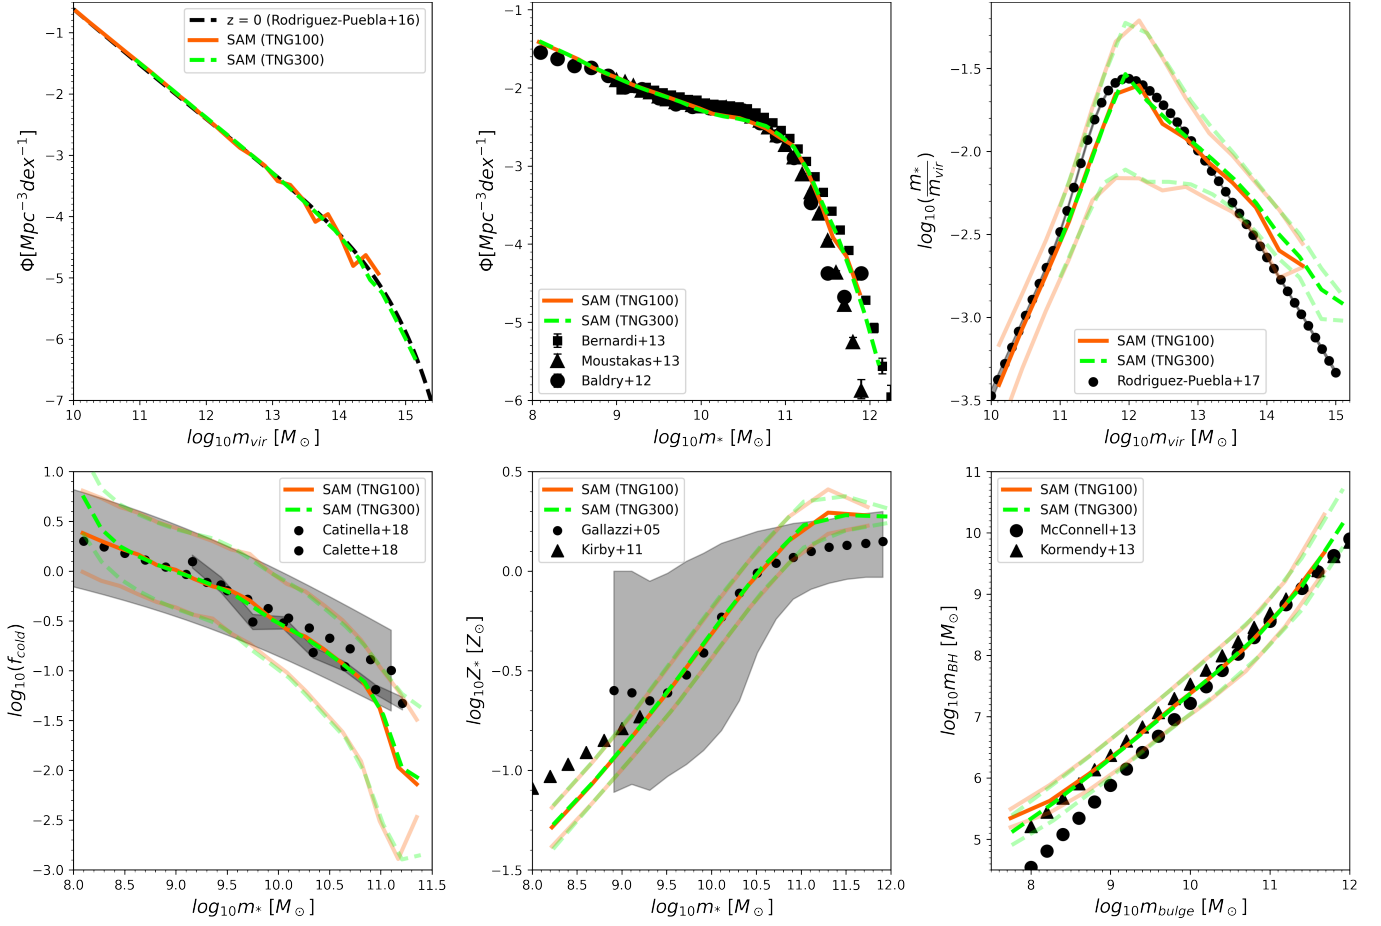 z = 0 (Rodriguez-Puebla+16)
SAM (TNG100)
SAM (TNG300)
−1
−2
−3
−4
−5
−6
−7
Φ[Mpc⁻³dex⁻¹]
10 11 12 13 14 15
log₁₀m_vir [M_⊙]
−1
−2
−3
−4
−5
−6
Φ[Mpc⁻³dex⁻¹]
SAM (TNG100)
SAM (TNG300)
Bernardi+13
Moustakas+13
Baldry+12
8 9 10 11 12
log₁₀m_* [M_⊙]
−1.5
−2.0
−2.5
−3.0
−3.5
log₁₀(m_*/m_vir)
SAM (TNG100)
SAM (TNG300)
Rodriguez-Puebla+17
10 11 12 13 14 15
log₁₀m_vir [M_⊙]
1.0
0.5
0.0
−0.5
−1.0
−1.5
−2.0
−2.5
−3.0
log₁₀(f_cold)
SAM (TNG100)
SAM (TNG300)
Catinella+18
Calette+18
8.0 8.5 9.0 9.5 10.0 10.5 11.0 11.5
log₁₀m_* [M_⊙]
0.5
0.0
−0.5
−1.0
−1.5
log₁₀Z* [Z_⊙]
SAM (TNG100)
SAM (TNG300)
Gallazzi+05
Kirby+11
8.0 8.5 9.0 9.5 10.0 10.5 11.0 11.5 12.0
log₁₀m_* [M_⊙]
11
10
9
8
7
6
5
log₁₀m_BH [M_⊙]
SAM (TNG100)
SAM (TNG300)
McConnell+13
Kormendy+13
8 9 10 11 12
log₁₀m_bulge [M_⊙]